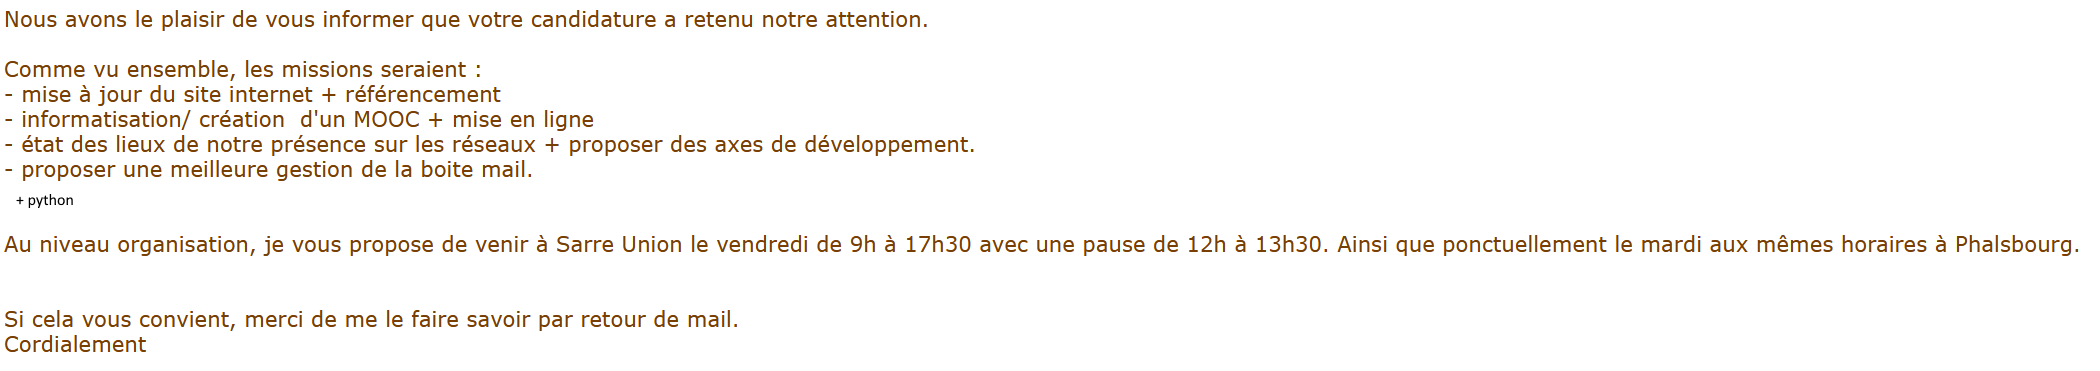 Nous avons le plaisir de vous informer que votre candidature a retenu notre attention.
Comme vu ensemble, les missions seraient :
- mise à jour du site internet + référencement
- informatisation/ création  d'un MOOC + mise en ligne
- état des lieux de notre présence sur les réseaux + proposer des axes de développement.
- proposer une meilleure gestion de la boite mail.
+ python
Au niveau organisation, je vous propose de venir à Sarre Union le vendredi de 9h à 17h30 avec une pause de 12h à 13h30. Ainsi que ponctuellement le mardi aux mêmes horaires à Phalsbourg.
Si cela vous convient, merci de me le faire savoir par retour de mail.
Cordialement